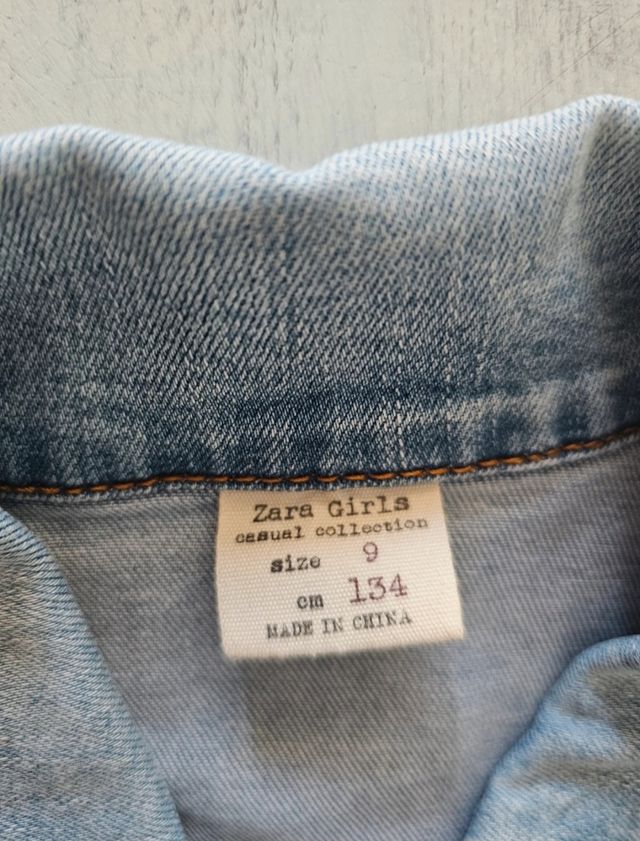 Zara Girls
casual collection
size 9
cm 134
MADE IN CHINA